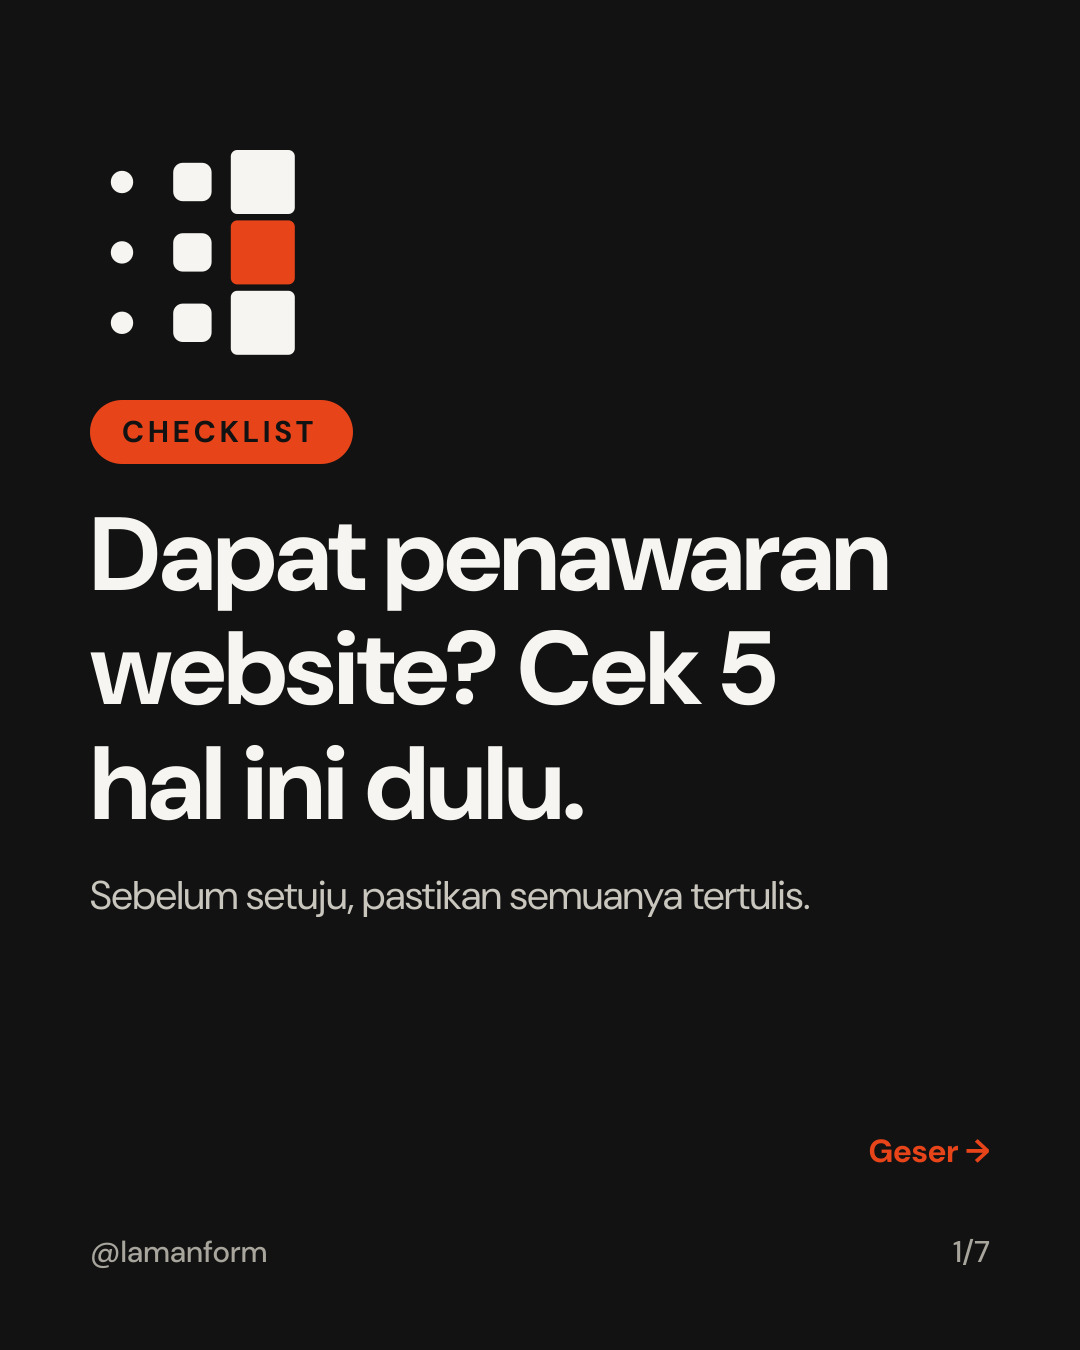 CHECKLIST
Dapat penawaran
website? Cek 5
hal ini dulu.
Sebelum setuju, pastikan semuanya tertulis.
Geser →
@lamanform
1/7